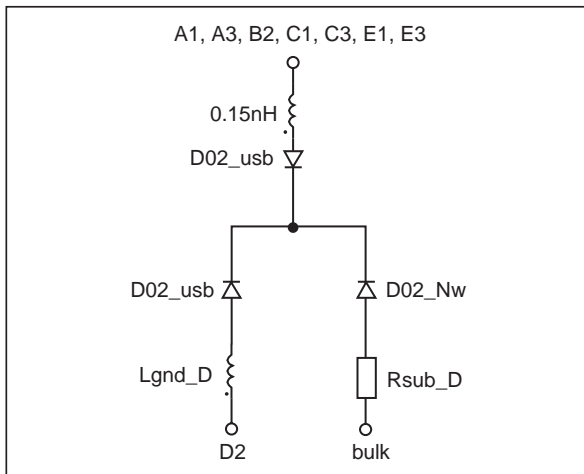 A1, A3, B2, C1, C3, E1, E3
0.15nH
D02_usb
D02_usb
D02_Nw
Lgnd_D
Rsub_D
D2
bulk